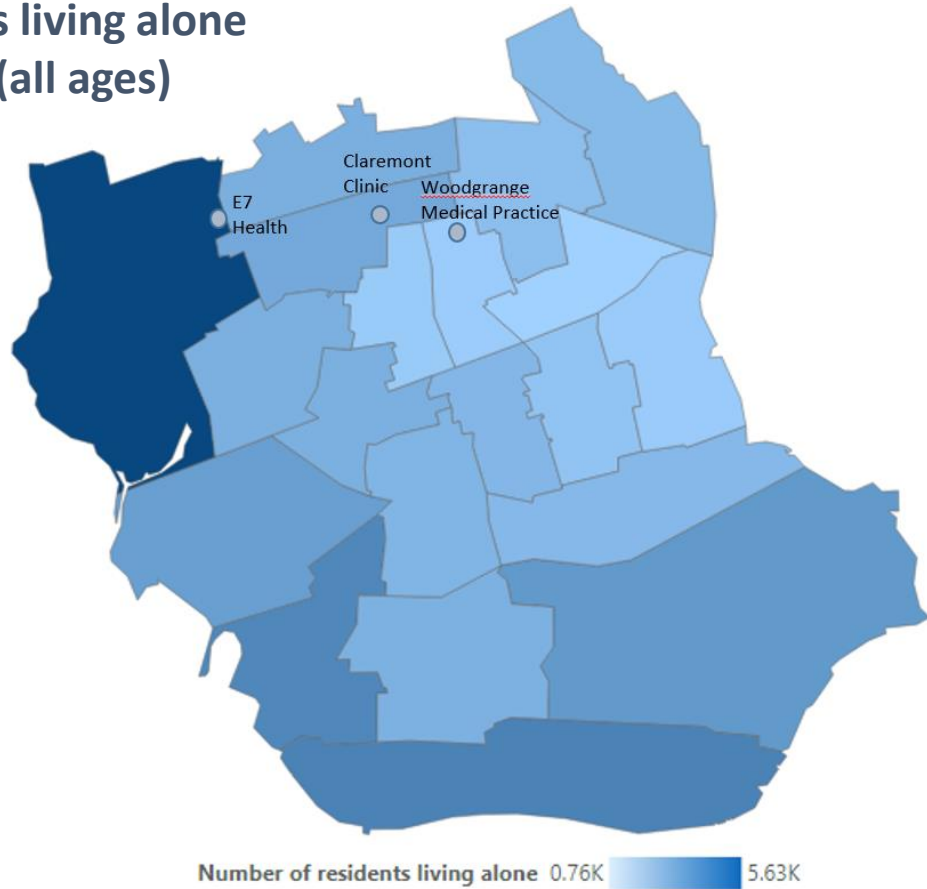 s living alone
(all ages)
Claremont
Clinic
Woodgrange
Medical Practice
E7
Health
Number of residents living alone 0.76K 5.63K